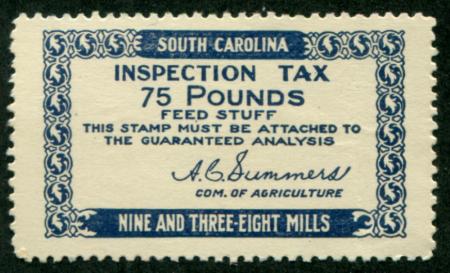 SOUTH CAROLINA
INSPECTION TAX
75 POUNDS
FEED STUFF
THIS STAMP MUST BE ATTACHED TO
THE GUARANTEED ANALYSIS
A. C. Summers
COM. OF AGRICULTURE
NINE AND THREE-EIGHT MILLS